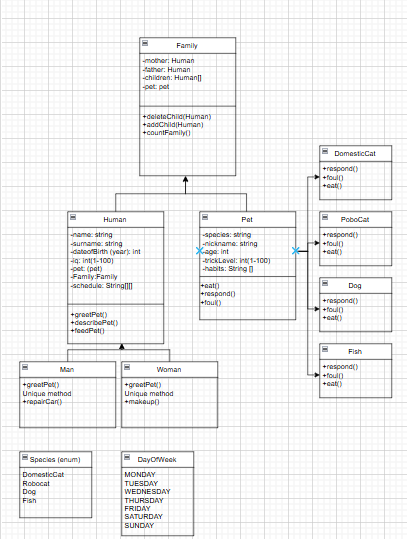 Family
-mother: Human
-father: Human
-children: Human[]
-pet: pet
+deleteChild(Human)
+addChild(Human)
+countFamily()
Human
-name: string
-surname: string
-dateofBirth (year): int
-iq: int(1-100)
-pet: (pet)
-Family:Family
-schedule: String[][]
+greetPet()
+describePet()
+feedPet()
Pet
-species: string
-nickname: string
-age: int
-trickLevel: int(1-100)
-habits: String []
+eat()
+respond()
+foul()
DomesticCat
+respond()
+foul()
+eat()
PoboCat
+respond()
+foul()
+eat()
Dog
+respond()
+foul()
+eat()
Fish
+respond()
+foul()
+eat()
Man
+greetPet()
Unique method
+repairCar()
Woman
+greetPet()
Unique method
+makeup()
Species (enum)
DomesticCat
Robocat
Dog
Fish
DayOfWeek
MONDAY
TUESDAY
WEDNESDAY
THURSDAY
FRIDAY
SATURDAY
SUNDAY